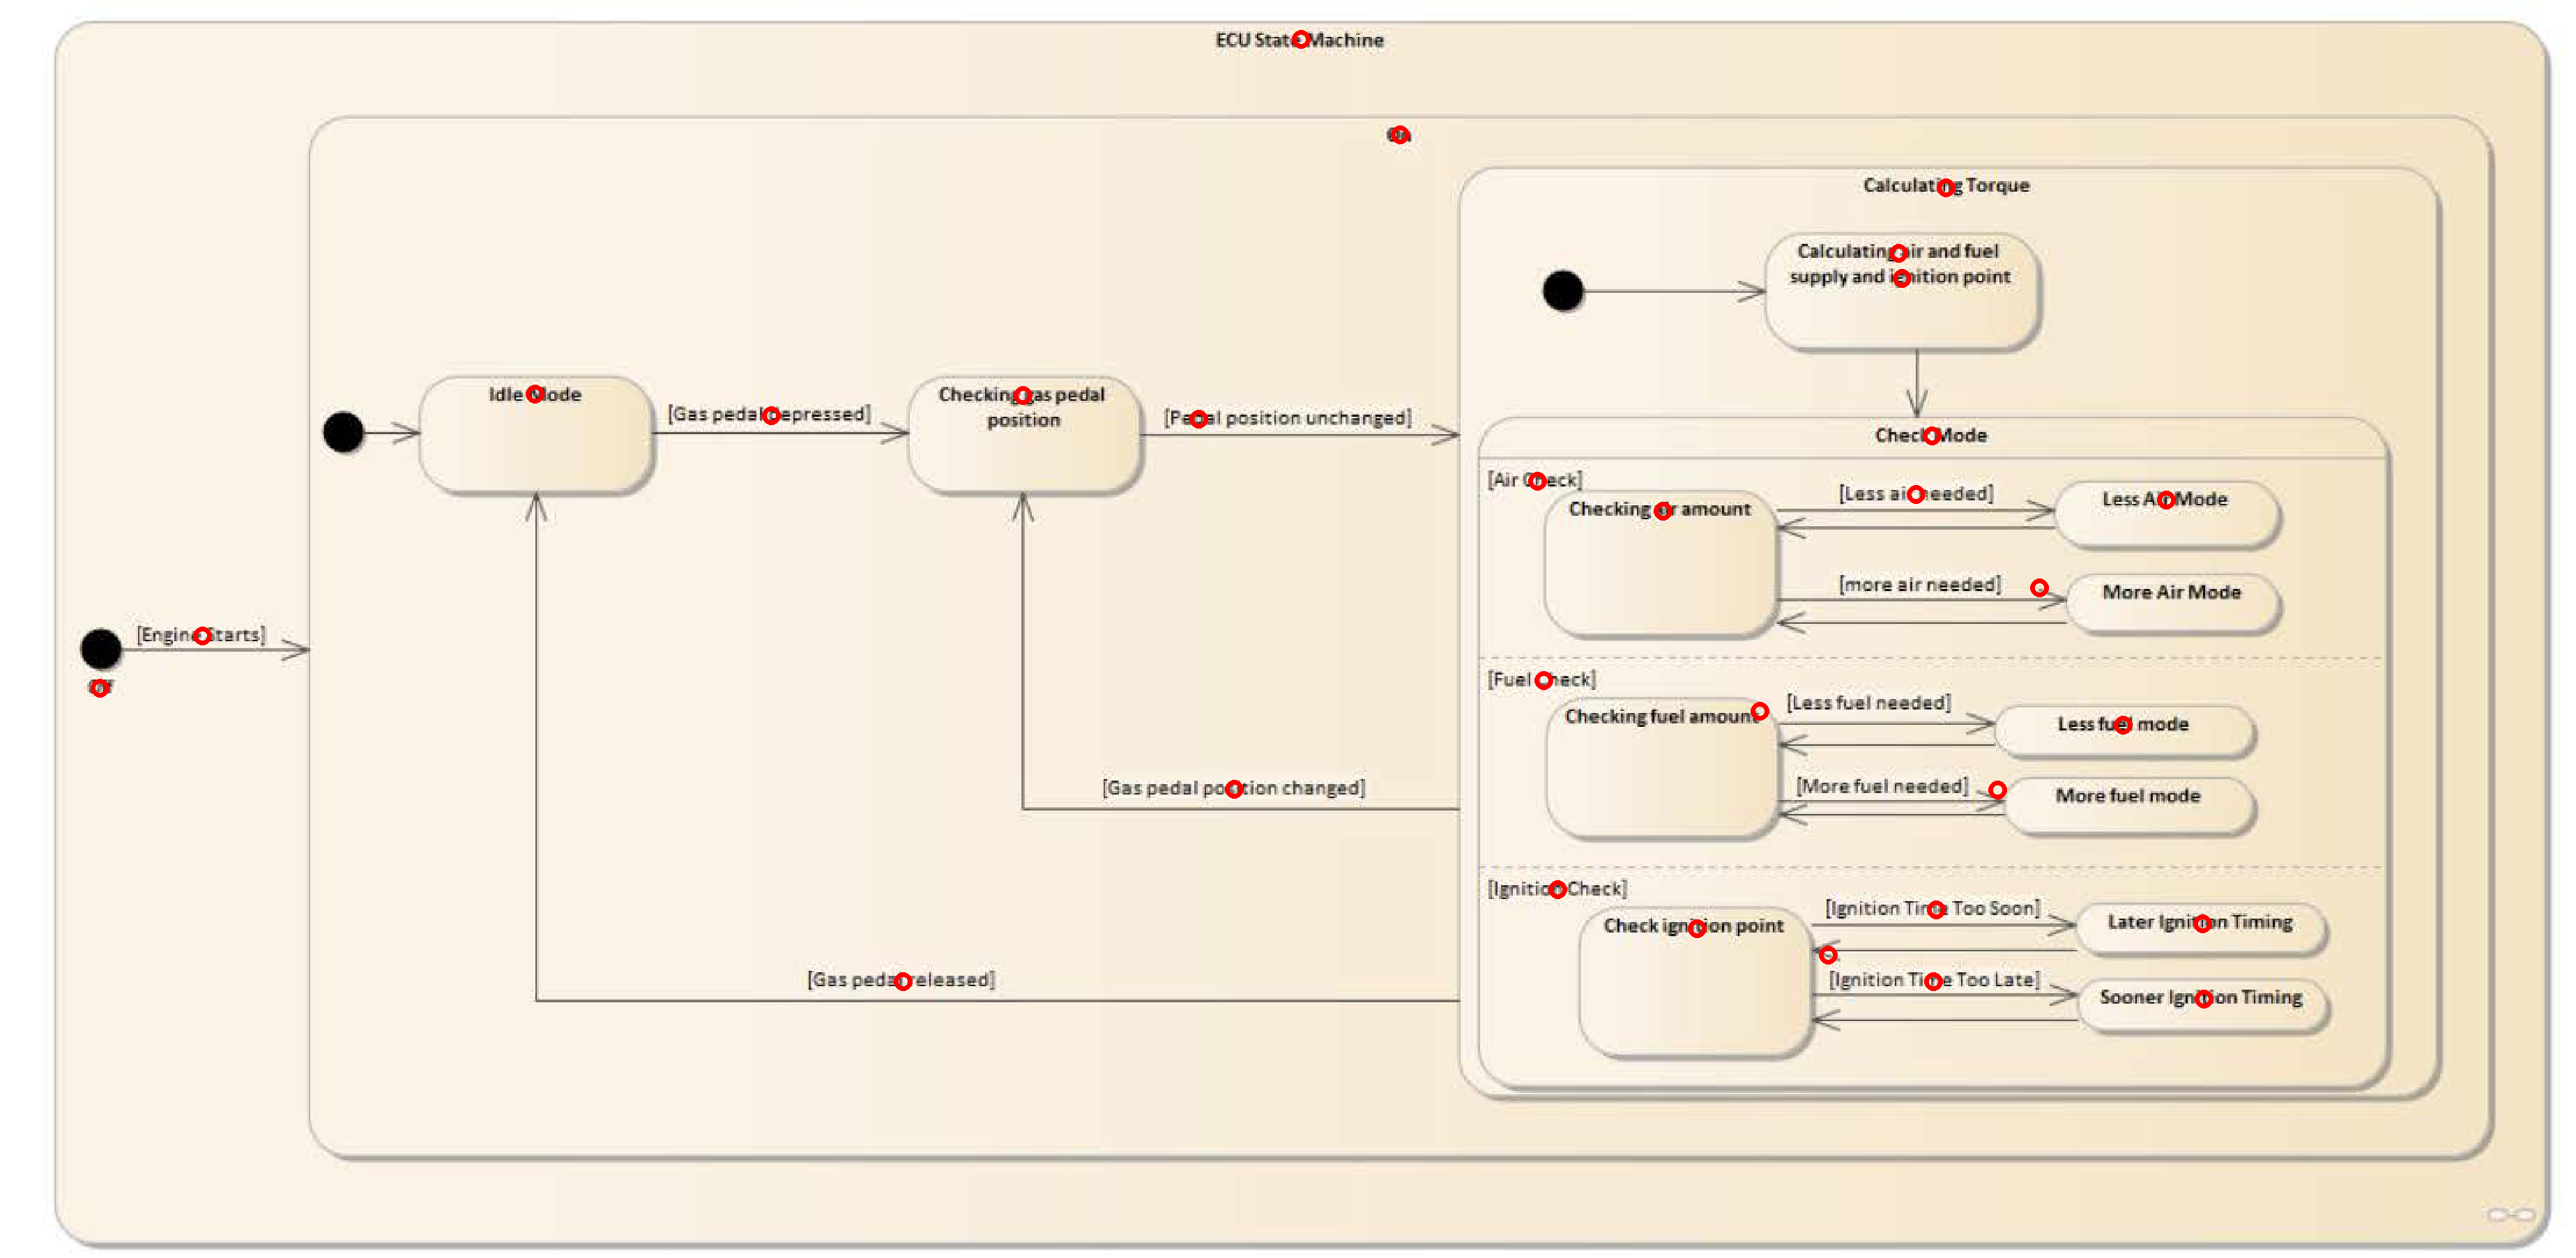 ECU State Machine
On
Calculating Torque
Calculating air and fuel
supply and ignition point
Idle Mode
[Gas pedal depressed]
Checking gas pedal
position
[Pedal position unchanged]
Check Mode
[Air Check]
Checking air amount
[Less air needed]
Less Air Mode
[more air needed]
More Air Mode
[Engine Starts]
Off
[Fuel Check]
Checking fuel amount
[Less fuel needed]
Less fuel mode
[More fuel needed]
More fuel mode
[Gas pedal position changed]
[Ignition Check]
Check ignition point
[Ignition Time Too Soon]
Later Ignition Timing
[Ignition Time Too Late]
Sooner Ignition Timing
[Gas pedal released]